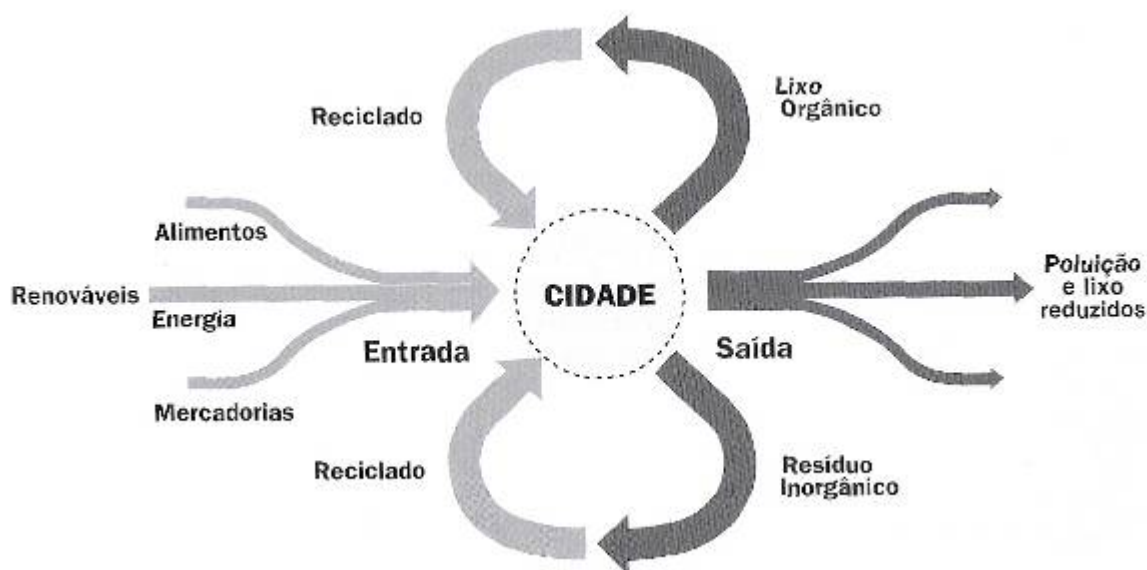 Reciclado
Lixo
Orgânico
Alimentos
Renováveis
Energia
Mercadorias
Entrada
CIDADE
Saída
Poluição
e lixo
reduzidos
Reciclado
Resíduo
Inorgânico